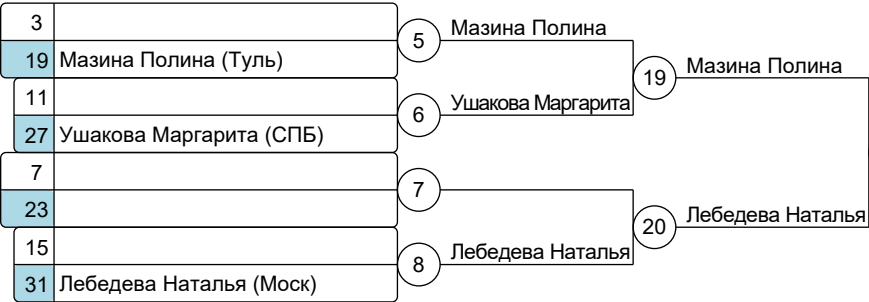 3
19 Мазина Полина (Туль)
11
27 Ушакова Маргарита (СПБ)
7
23
15
31 Лебедева Наталья (Моск)
5
6
7
8
Мазина Полина
Ушакова Маргарита
Лебедева Наталья
19
20
Мазина Полина
Лебедева Наталья